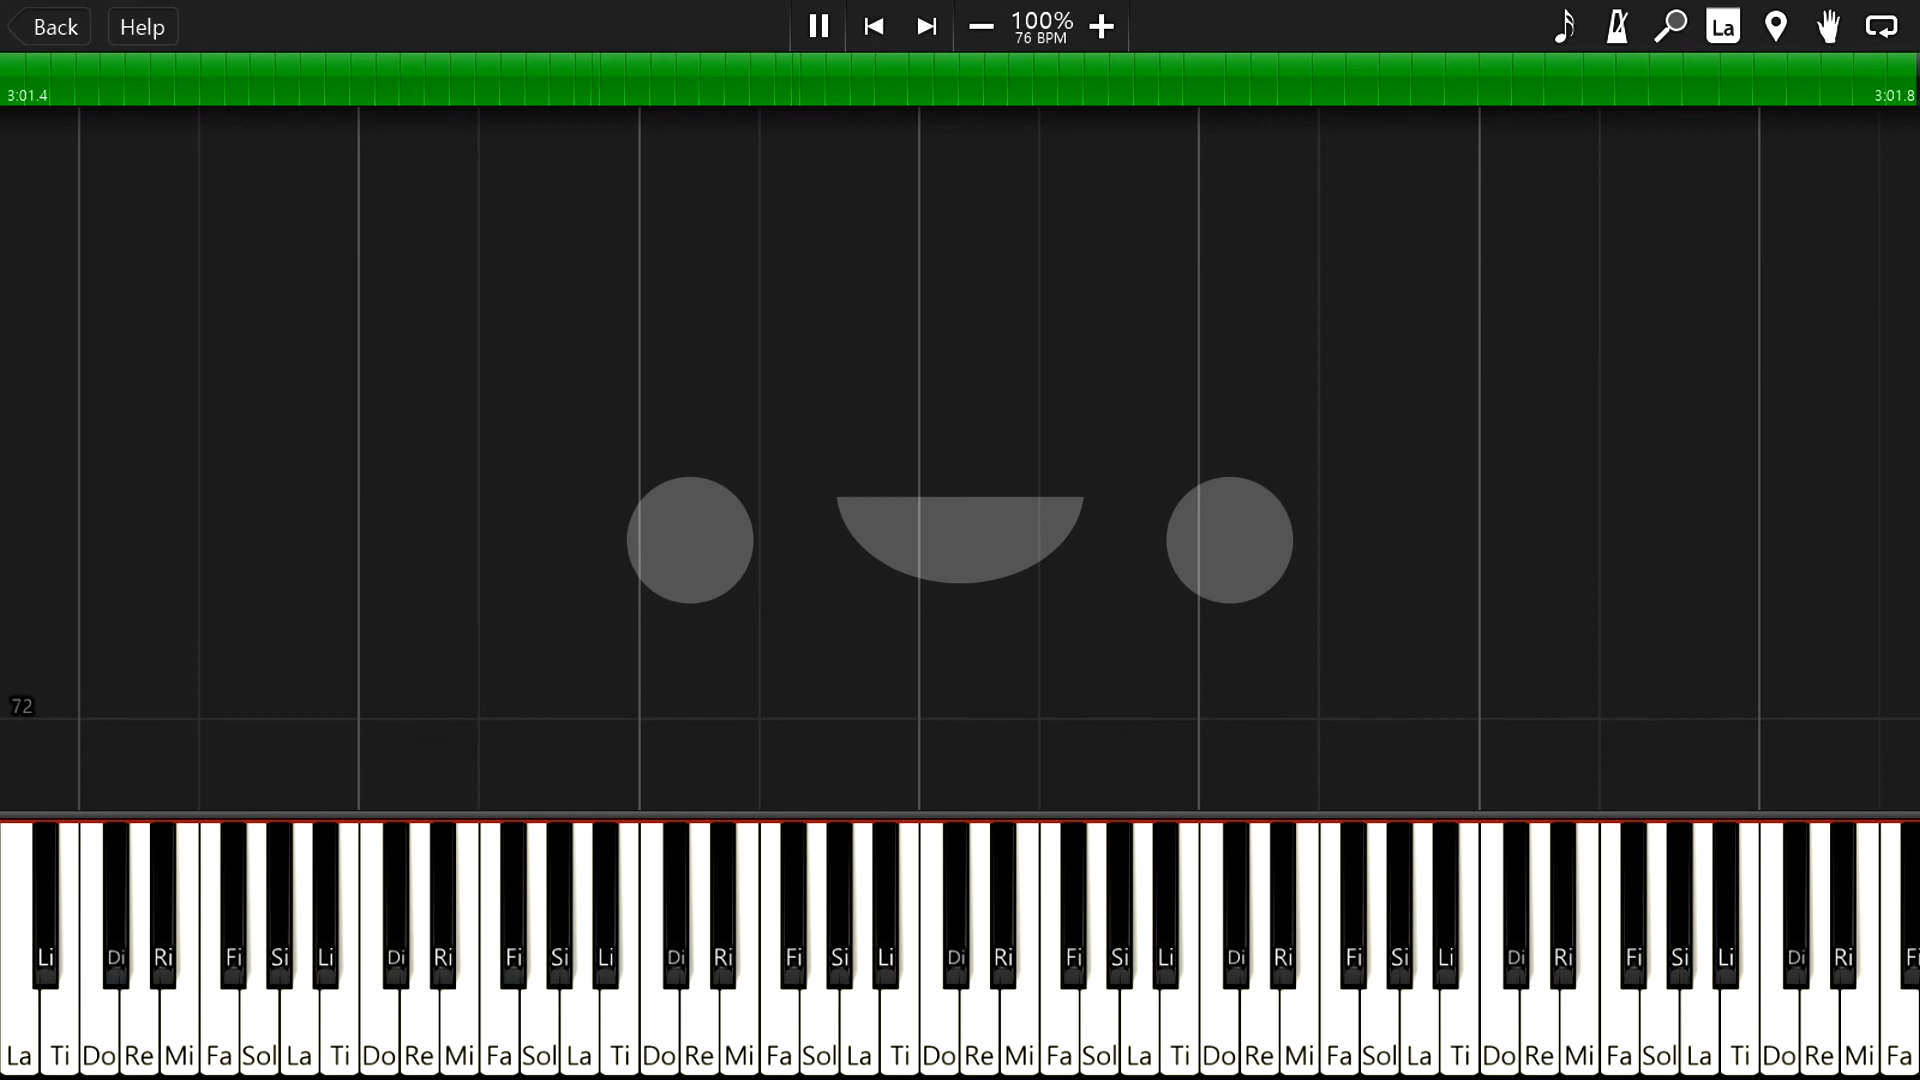 Back Help 100% La
76 BPM
3:01.4 3:01.8
72
Li Di Ri Fi Si Li Di Ri Fi Si Li Di Ri Fi Si Li Di Ri Fi Si Li Di Ri Fi Si Li Di Ri Fi Si Li Di Ri Fi
La Ti Do Re Mi Fa Sol La Ti Do Re Mi Fa Sol La Ti Do Re Mi Fa Sol La Ti Do Re Mi Fa Sol La Ti Do Re Mi Fa Sol La Ti Do Re Mi Fa Sol La Ti Do Re Mi Fa